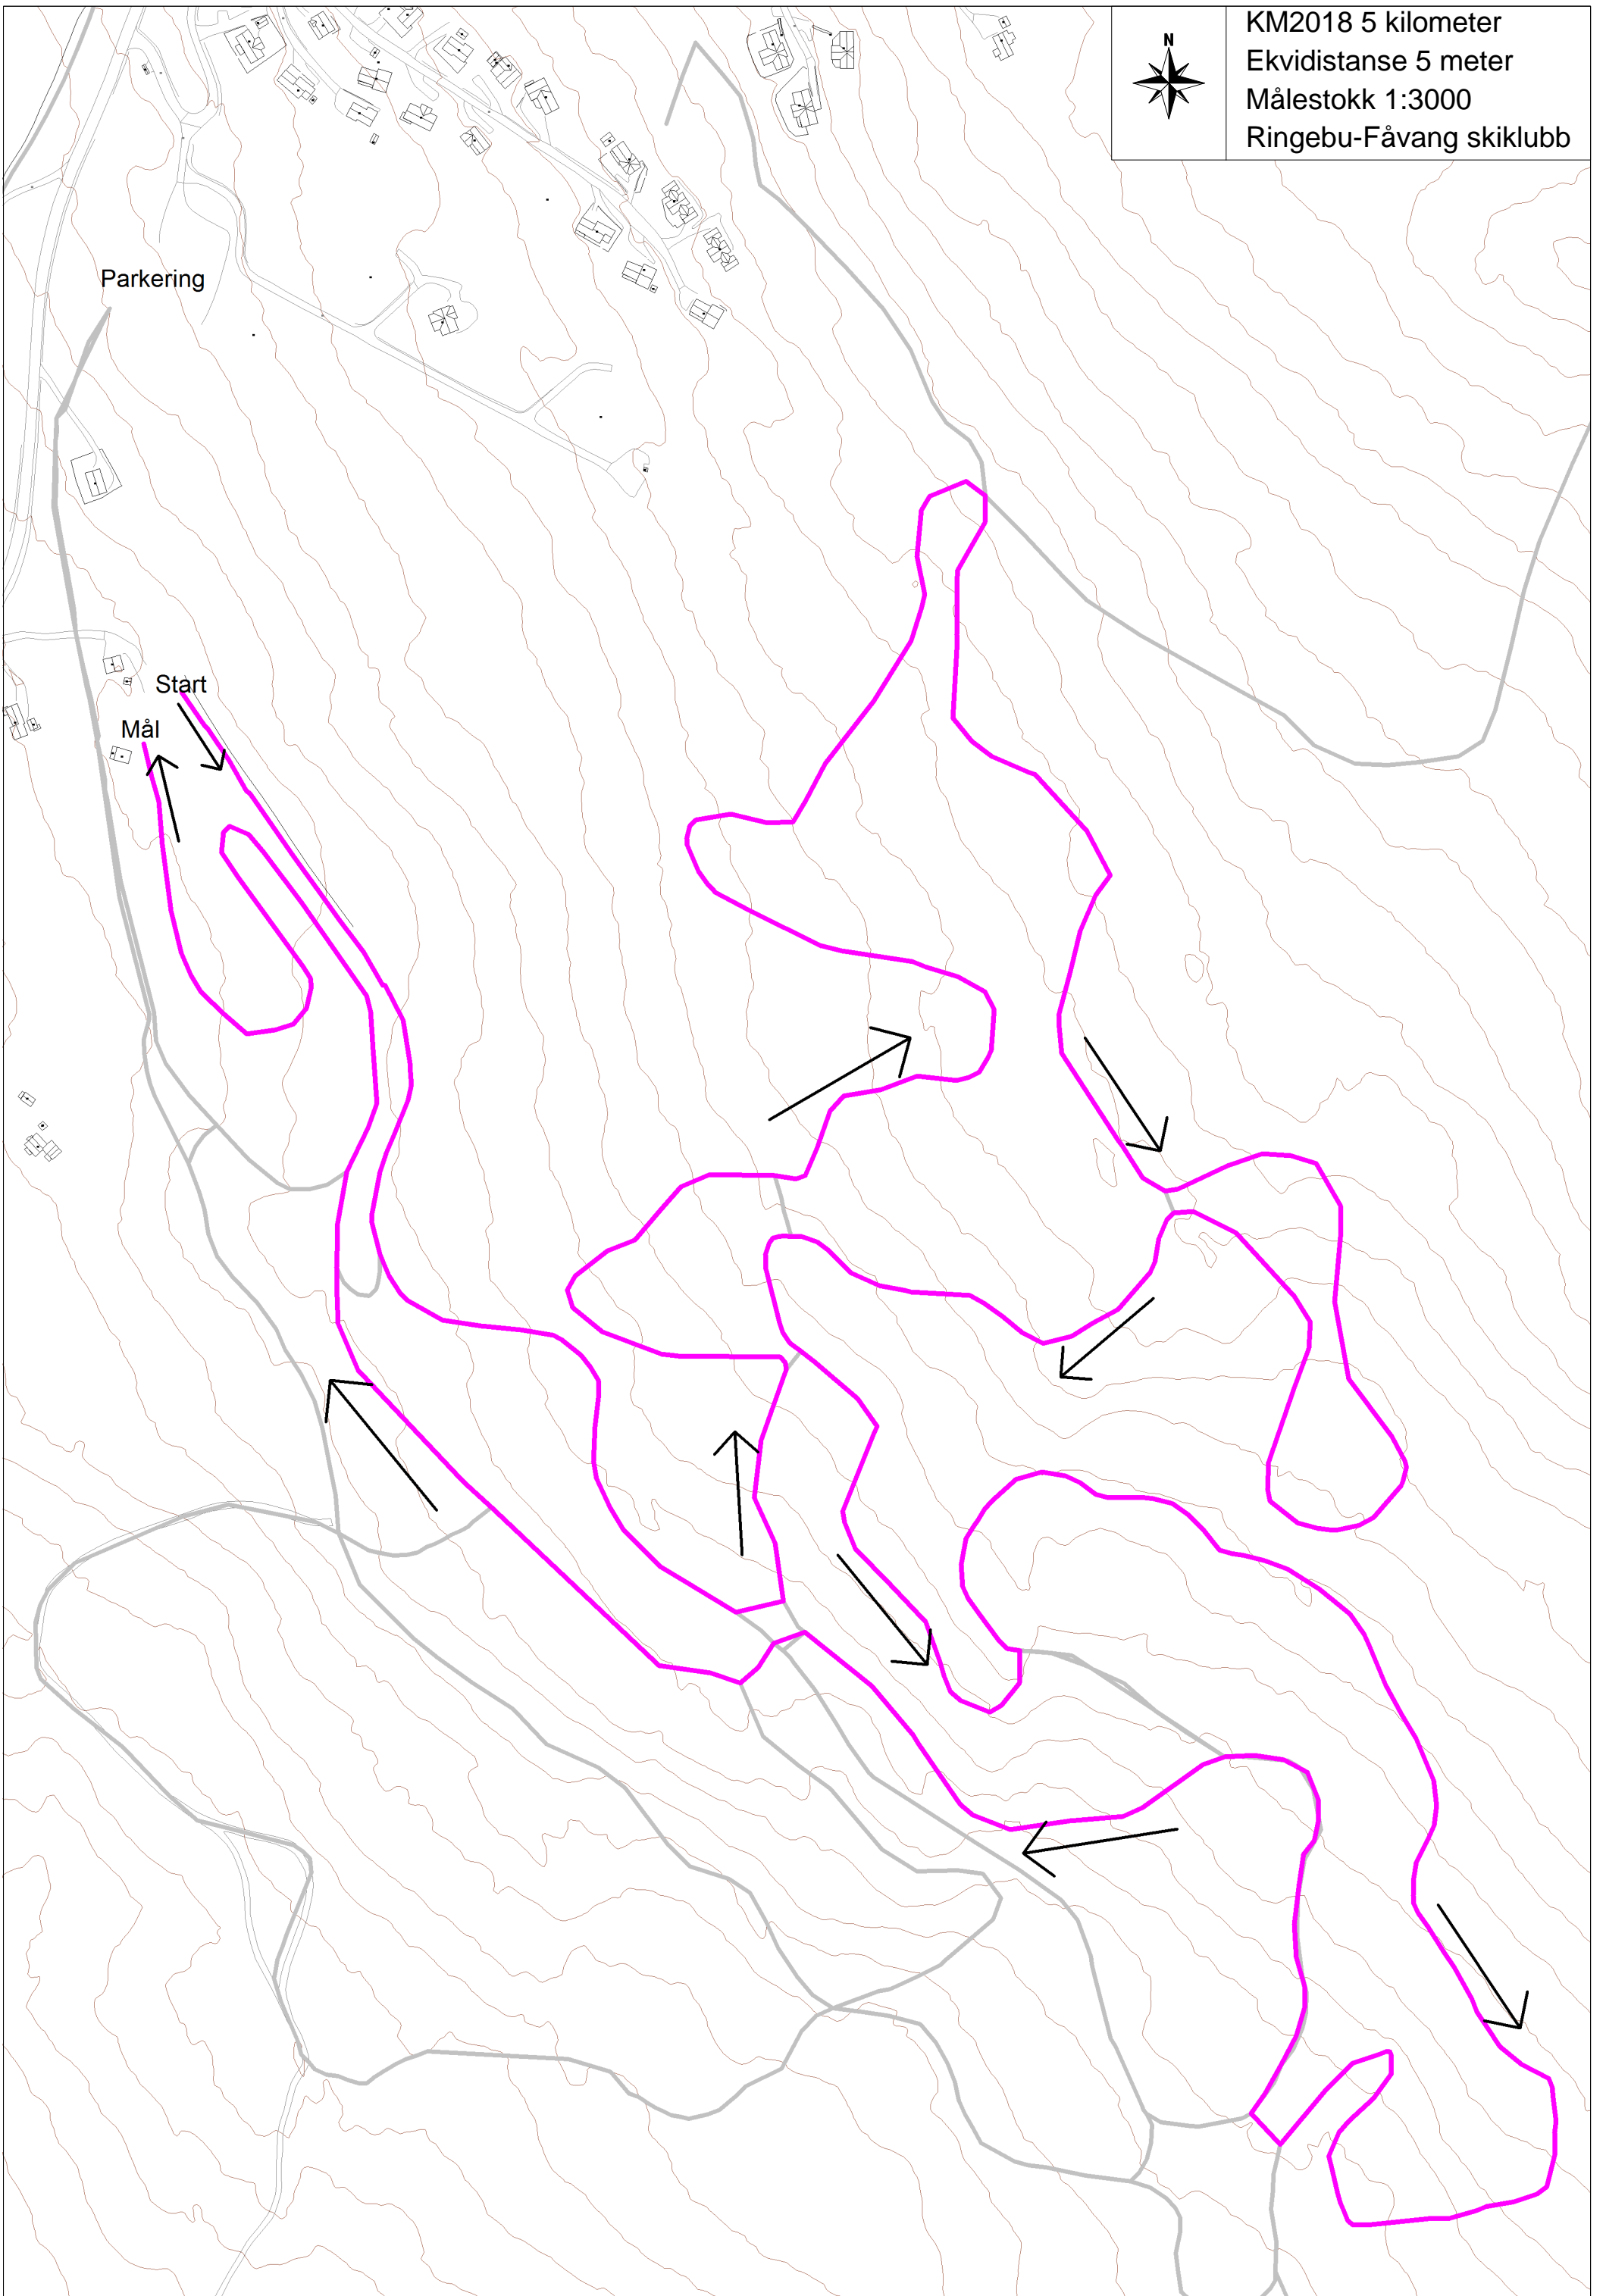 N
KM2018 5 kilometer
Ekvidistanse 5 meter
Målestokk 1:3000
Ringebu-Fåvang skiklubb
Parkering
Start
Mål